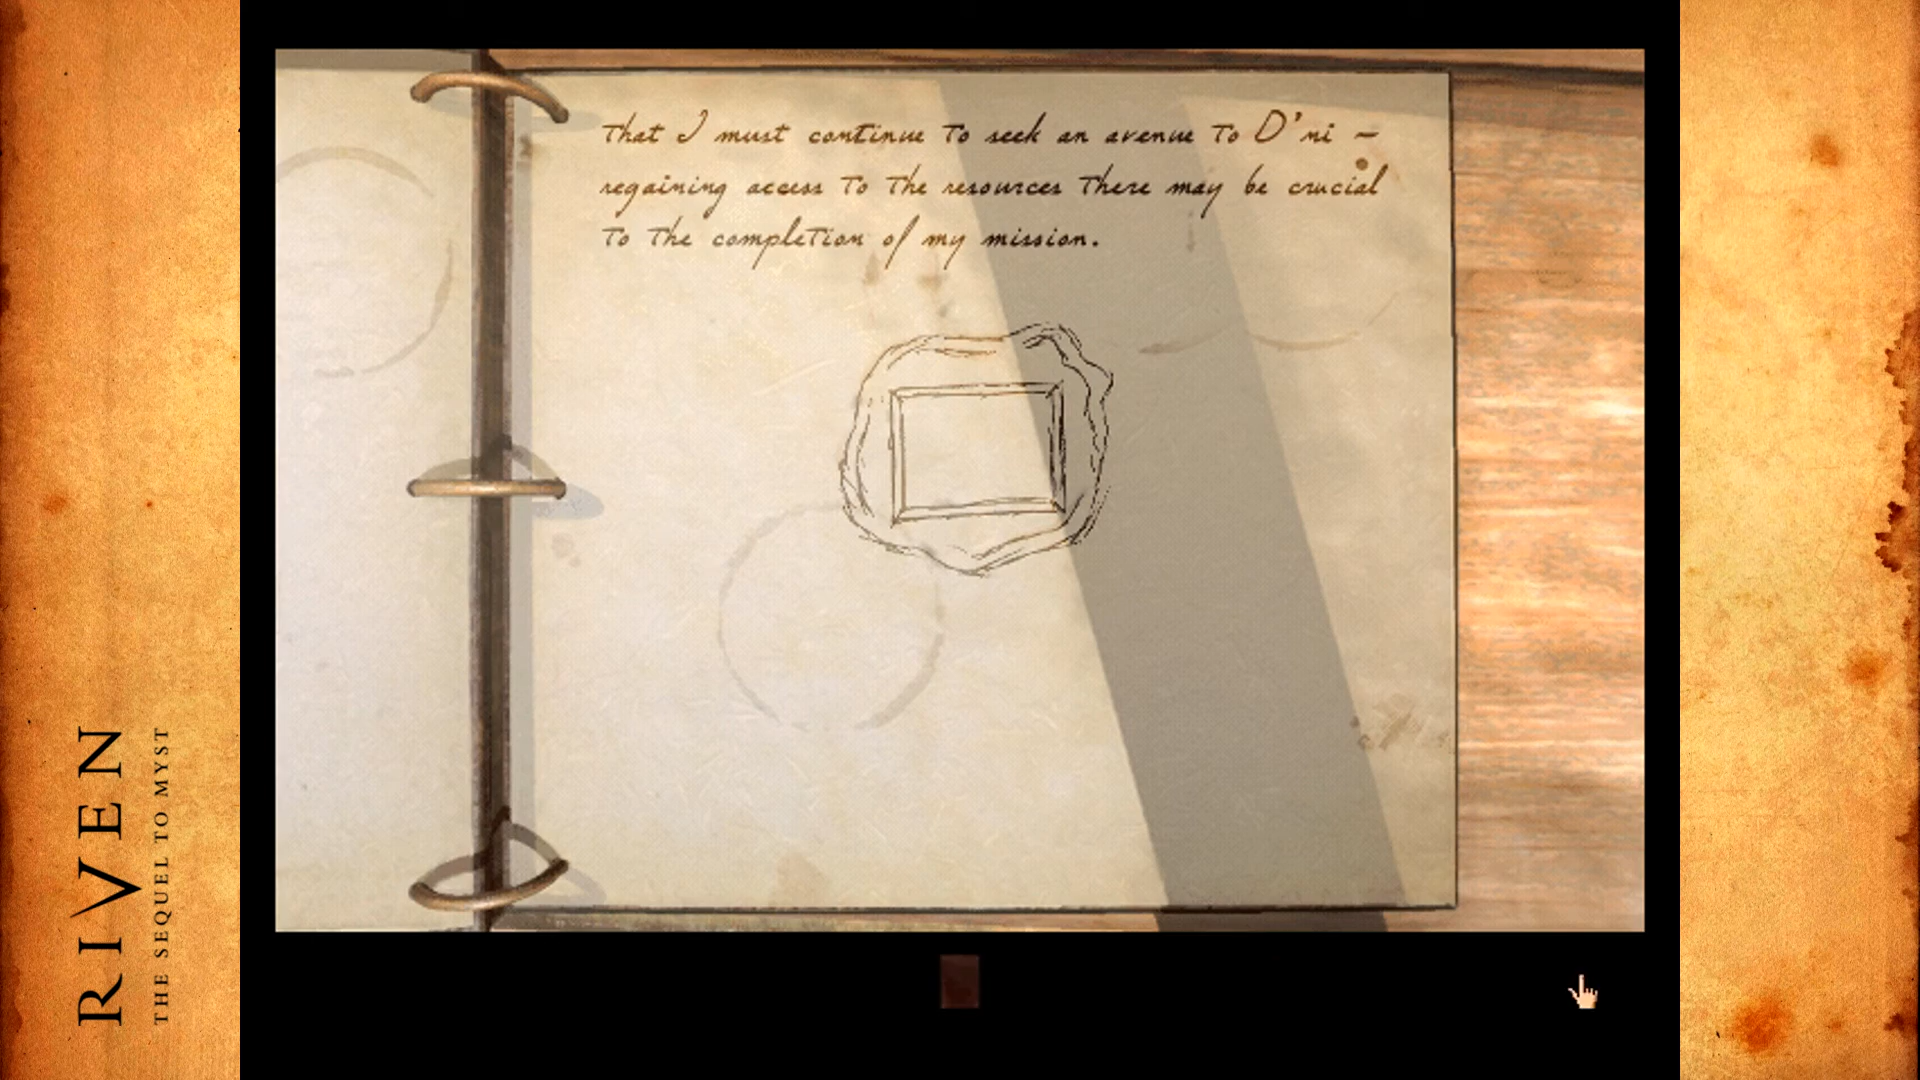 that I must continue to seek an avenue to D'ni –
regaining access to the resources there may be crucial
to the completion of my mission.
RIVEN
THE SEQUEL TO MYST